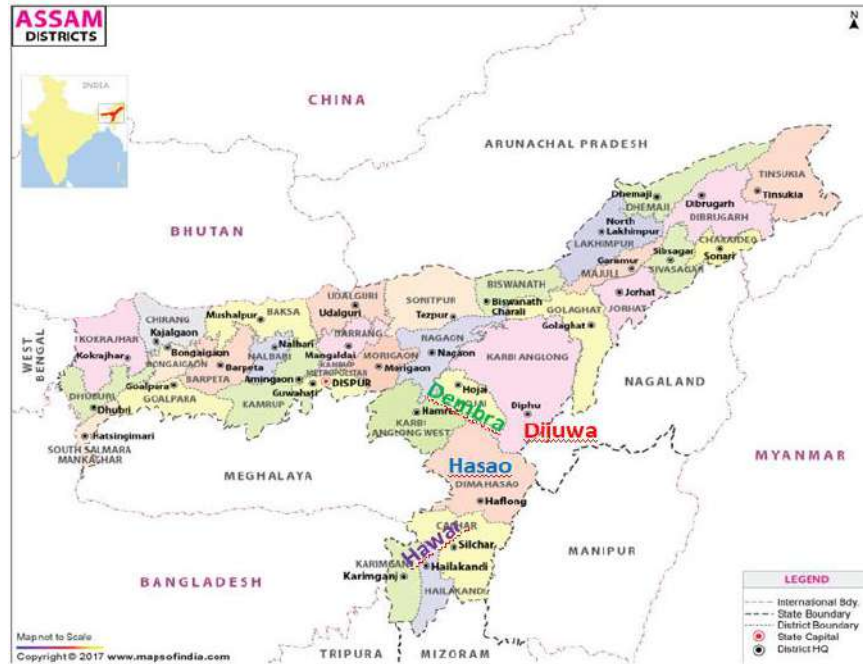 ASSAM
DISTRICTS
N
INDIA
CHINA
ARUNACHAL PRADESH
TINSUKIA
Tinsukia
Dhemaji
DHEMAJI
Dibrugarh
DIBRUGARH
North
Lakhimpur
LAKHIMPUR
BHUTAN
CHARAIDEO
Sibsagar
Sonari
Garamur
SIVASAGAR
MAJULI
UDALGURI
SONITPUR
BISWANATH
Jorhat
JORHAT
CHIRANG
BAKSA
Udalguri
Tezpur
Biswanath
Charali
GOLAGHAT
Golaghat
WEST
BENGAL
KOKRAJHAR
Kajalgaon
Mushalpur
DARRANG
NAGAON
Kokrajhar
Bongaigaon
BONGAIGAON
Nalbari
NALBARI
Mangaldai
KAMRUP
METROPOLITAN
MORIGAON
Nagaon
KARBI ANGLONG
Barpeta
BARPETA
Goalpara
GOALPARA
Amingaon
Guwahati
DISPUR
Marigaon
Hojai
HOJAI
NAGALAND
DHUBURI
Dhubri
KAMRUP
Dembra
Hamren
Diphu
Dijuwa
KARBI
ANGLONG WEST
Hatsingimari
SOUTH SALMARA
MANKACHAR
MEGHALAYA
Hasao
MYANMAR
DIMA HASAO
Haflong
CACHAR
Hawar
Silchar
MANIPUR
KARIMGANJ
Karimganj
Hailakandi
HAILAKANDI
BANGLADESH
TRIPURA
MIZORAM
LEGEND
International Bdy.
State Boundary
District Boundary
State Capital
District HQ
Map not to Scale
Copyright © 2017 www.mapsofindia.com